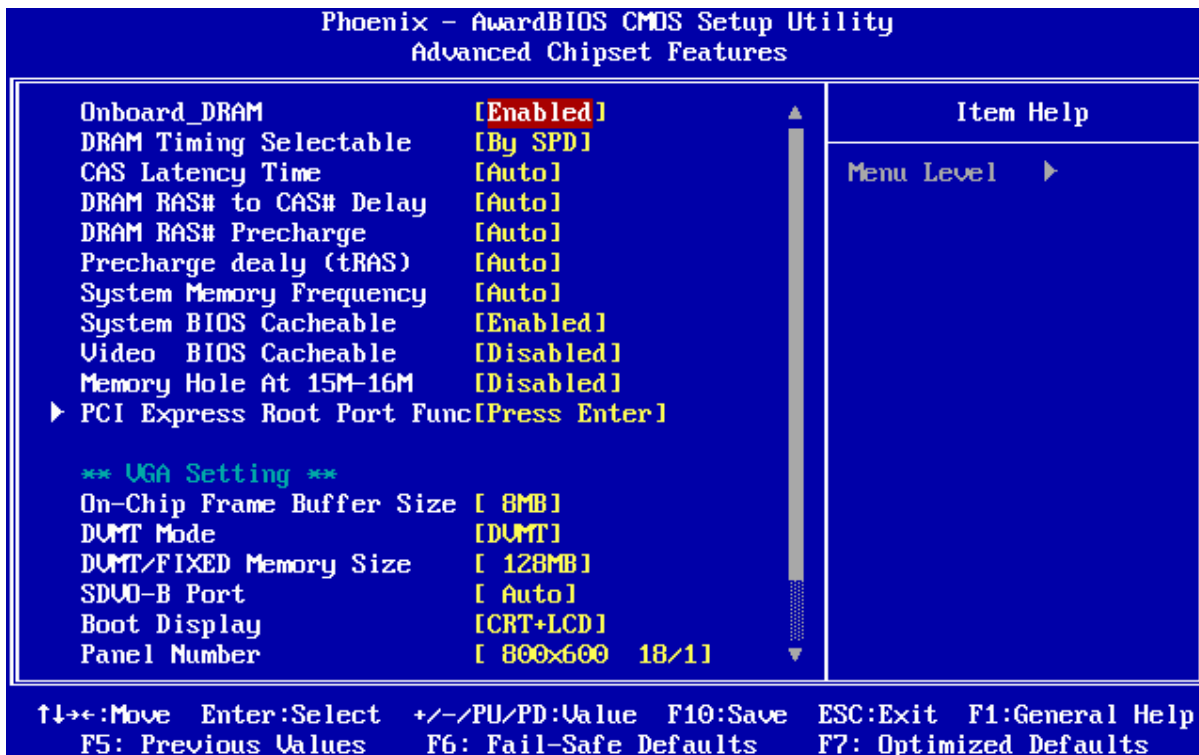 Phoenix - AwardBIOS CMOS Setup Utility
Advanced Chipset Features
Onboard_DRAM [Enabled]
DRAM Timing Selectable [By SPD]
CAS Latency Time [Auto]
DRAM RAS# to CAS# Delay [Auto]
DRAM RAS# Precharge [Auto]
Precharge dealy (tRAS) [Auto]
System Memory Frequency [Auto]
System BIOS Cacheable [Enabled]
Video BIOS Cacheable [Disabled]
Memory Hole At 15M-16M [Disabled]
PCI Express Root Port Func[Press Enter]
** VGA Setting **
On-Chip Frame Buffer Size [ 8MB]
DVMT Mode [DVMT]
DVMT/FIXED Memory Size [ 128MB]
SDVO-B Port [ Auto]
Boot Display [CRT+LCD]
Panel Number [ 800x600 18/1]
Item Help
Menu Level
↑↓→←:Move Enter:Select +/-/PU/PD:Value F10:Save ESC:Exit F1:General Help
F5: Previous Values F6: Fail-Safe Defaults F7: Optimized Defaults